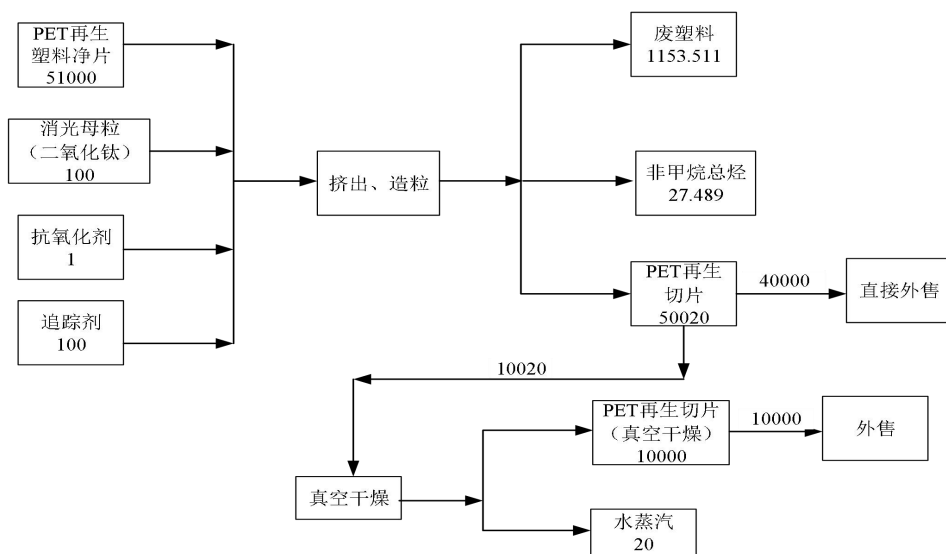 PET再生
塑料净片
51000
消光母粒
（二氧化钛）
100
抗氧化剂
1
追踪剂
100
挤出、造粒
废塑料
1153.511
非甲烷总烃
27.489
PET再生
切片
50020
40000
直接外售
10020
真空干燥
PET再生切片
（真空干燥）
10000
10000
外售
水蒸汽
20